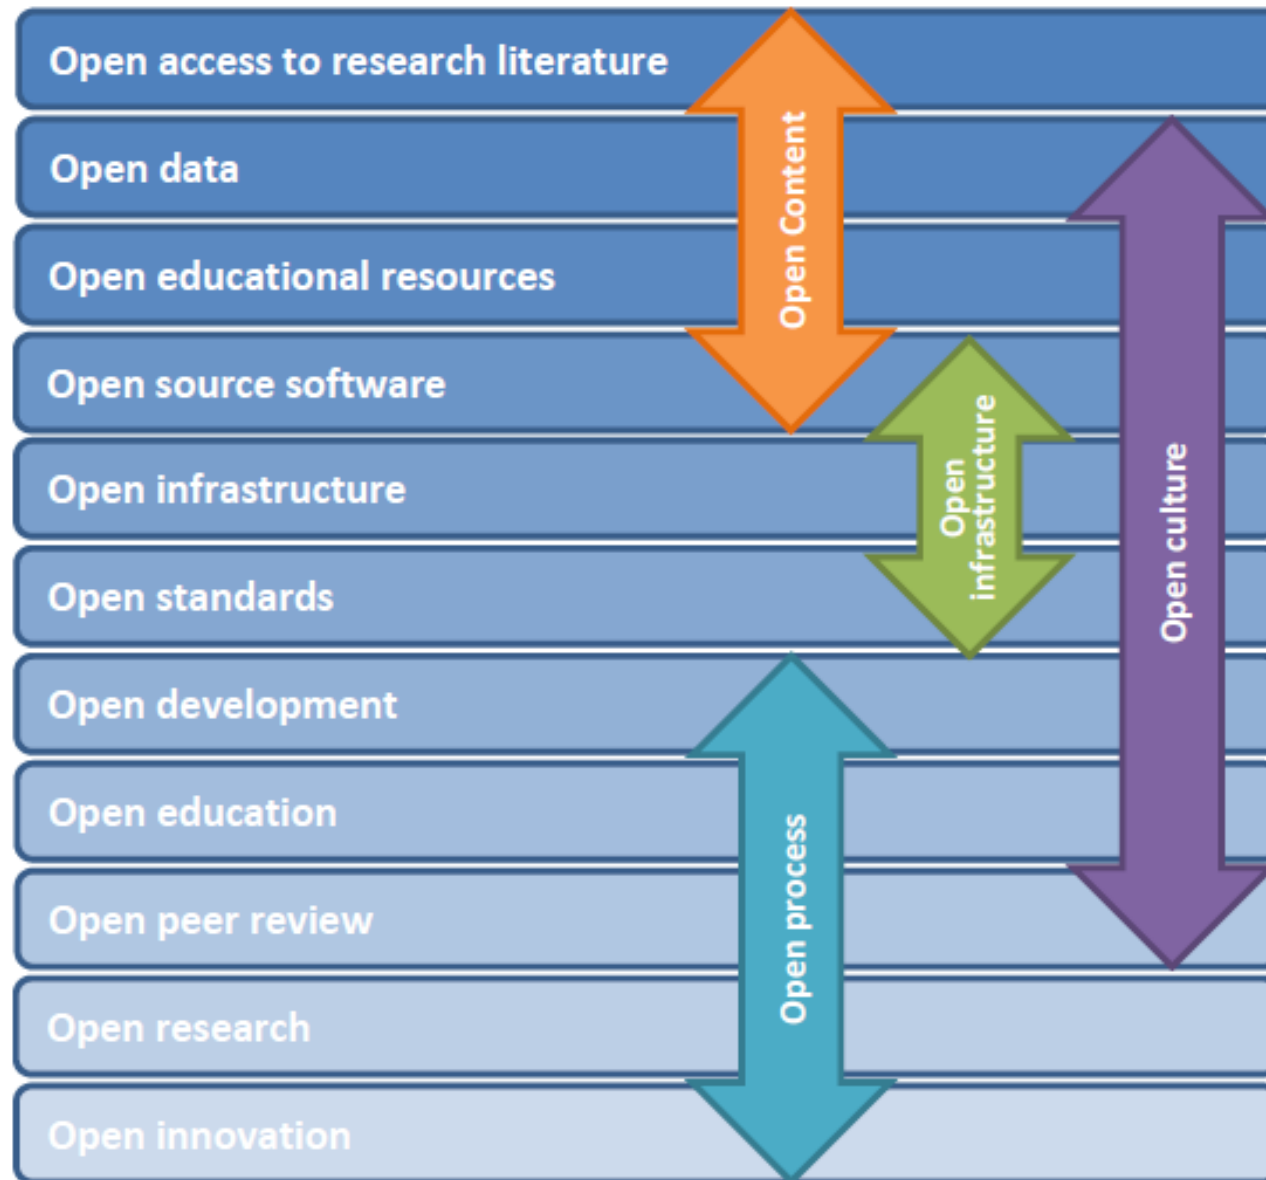 Open access to research literature
Open data
Open educational resources
Open source software
Open infrastructure
Open standards
Open development
Open education
Open peer review
Open research
Open innovation
Open Content
Open
infrastructure
Open culture
Open process